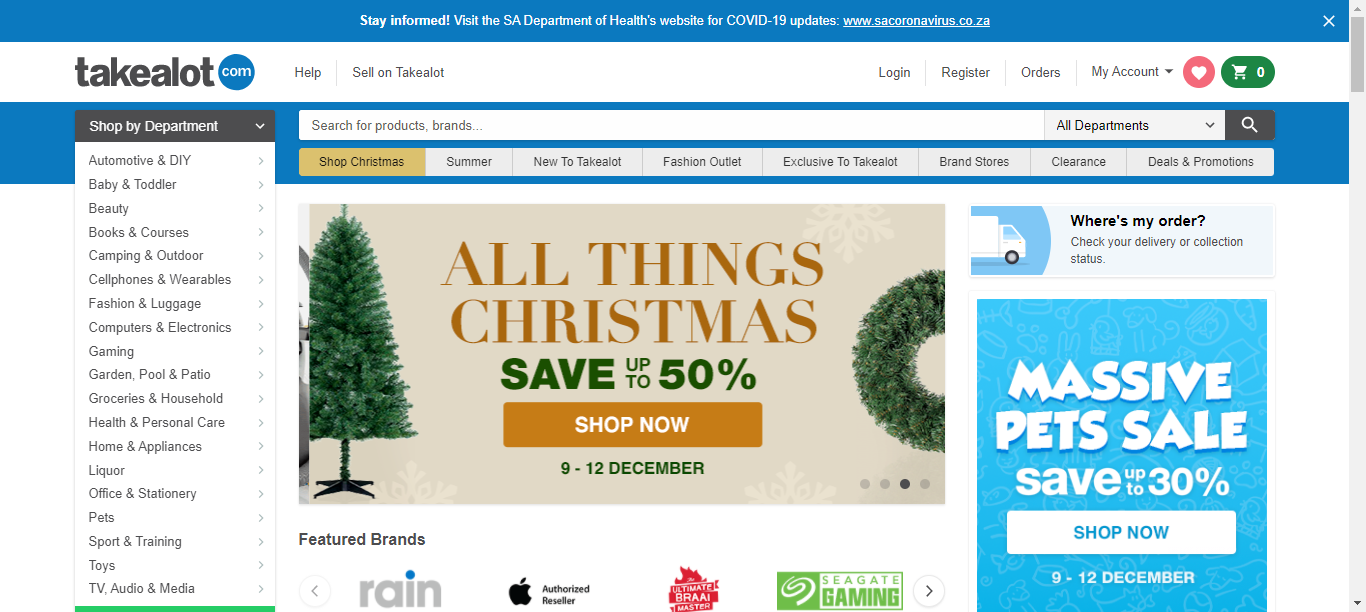 Stay informed! Visit the SA Department of Health's website for COVID-19 updates: www.sacoronavirus.co.za
takealot com
Help
Sell on Takealot
Login
Register
Orders
My Account
0
Shop by Department
Search for products, brands...
All Departments
Shop Christmas
Summer
New To Takealot
Fashion Outlet
Exclusive To Takealot
Brand Stores
Clearance
Deals & Promotions
Automotive & DIY
Baby & Toddler
Beauty
Books & Courses
Camping & Outdoor
Cellphones & Wearables
Fashion & Luggage
Computers & Electronics
Gaming
Garden, Pool & Patio
Groceries & Household
Health & Personal Care
Home & Appliances
Liquor
Office & Stationery
Pets
Sport & Training
Toys
TV, Audio & Media
ALL THINGS
CHRISTMAS
SAVE UP TO 50%
SHOP NOW
9 - 12 DECEMBER
Where's my order?
Check your delivery or collection
status.
MASSIVE
PETS SALE
save up to 30%
SHOP NOW
9 - 12 DECEMBER
Featured Brands
rain
Authorized
Reseller
ULTIMATE
BRAAI
MASTER
SEAGATE
GAMING